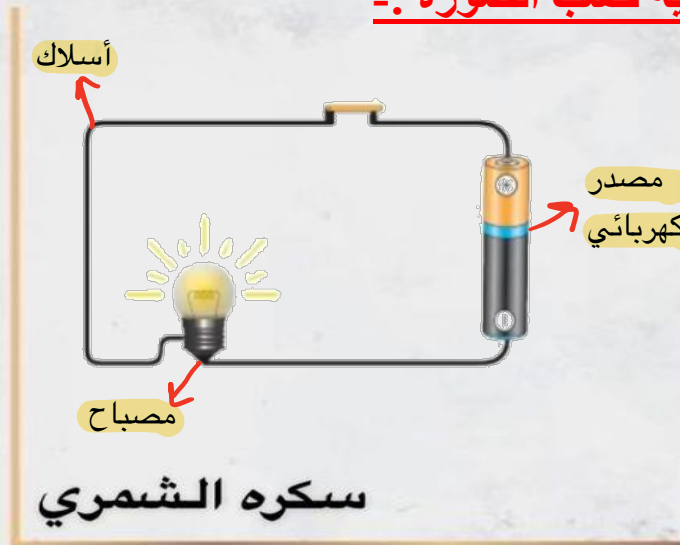 أسلاك
مصدر
كهربائي
مصباح
سكره الشمري